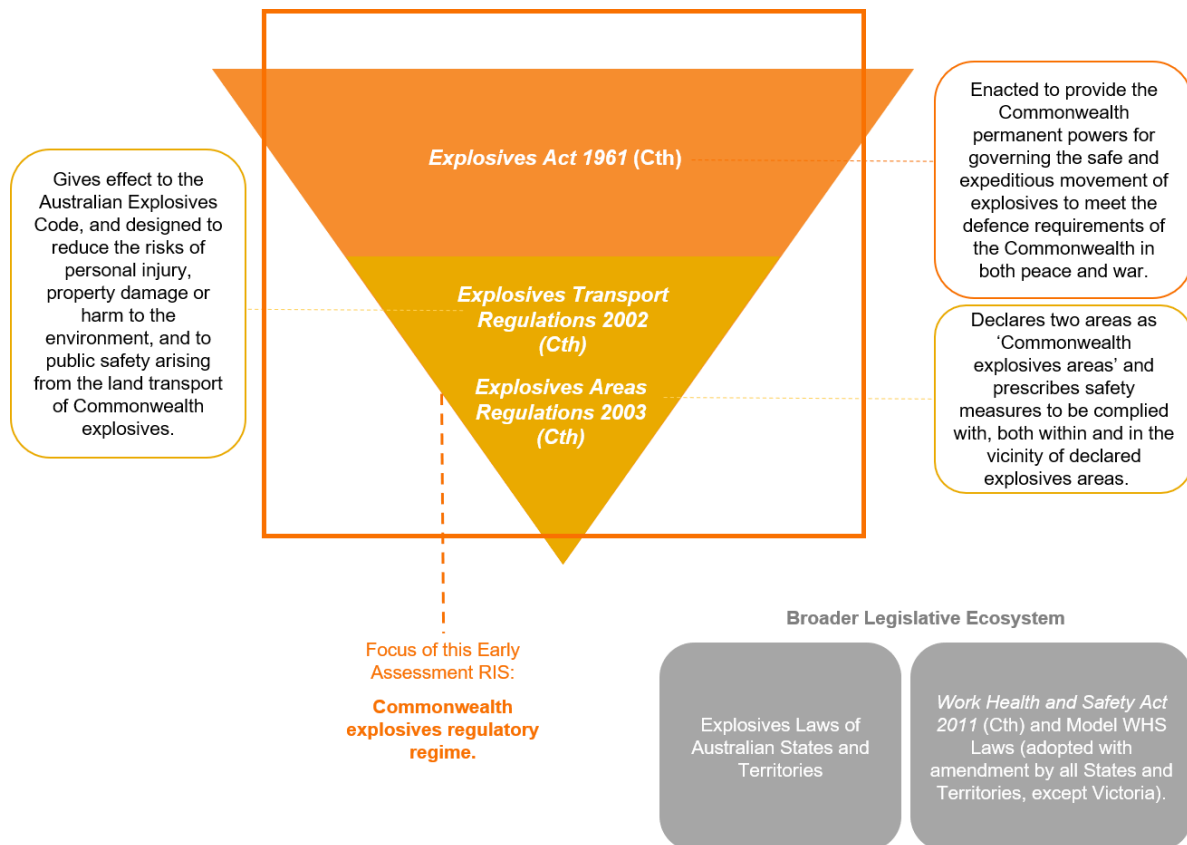 Explosives Act 1961 (Cth)
Enacted to provide the
Commonwealth
permanent powers for
governing the safe and
expeditious movement of
explosives to meet the
defence requirements of
the Commonwealth in
both peace and war.
Gives effect to the
Australian Explosives
Code, and designed to
reduce the risks of
personal injury,
property damage or
harm to the
environment, and to
public safety arising
from the land transport
of Commonwealth
explosives.
Explosives Transport
Regulations 2002
(Cth)
Explosives Areas
Regulations 2003
(Cth)
Declares two areas as
‘Commonwealth
explosives areas’ and
prescribes safety
measures to be complied
with, both within and in
the vicinity of declared
explosives areas.
Focus of this Early
Assessment RIS:
Commonwealth
explosives regulatory
regime.
Broader Legislative Ecosystem
Explosives Laws of
Australian States and
Territories
Work Health and Safety Act
2011 (Cth) and Model WHS
Laws (adopted with
amendment by all States and
Territories, except Victoria).